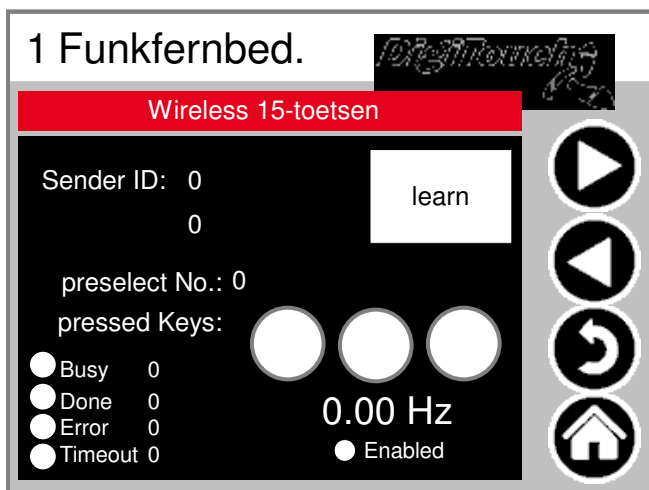 1 Funkfernbed.
DigiTouch
Wireless 15-toetsen
Sender ID: 0
learn
0
preselect No.: 0
pressed Keys:
Busy 0
Done 0
Error 0
Timeout 0
0.00 Hz
Enabled